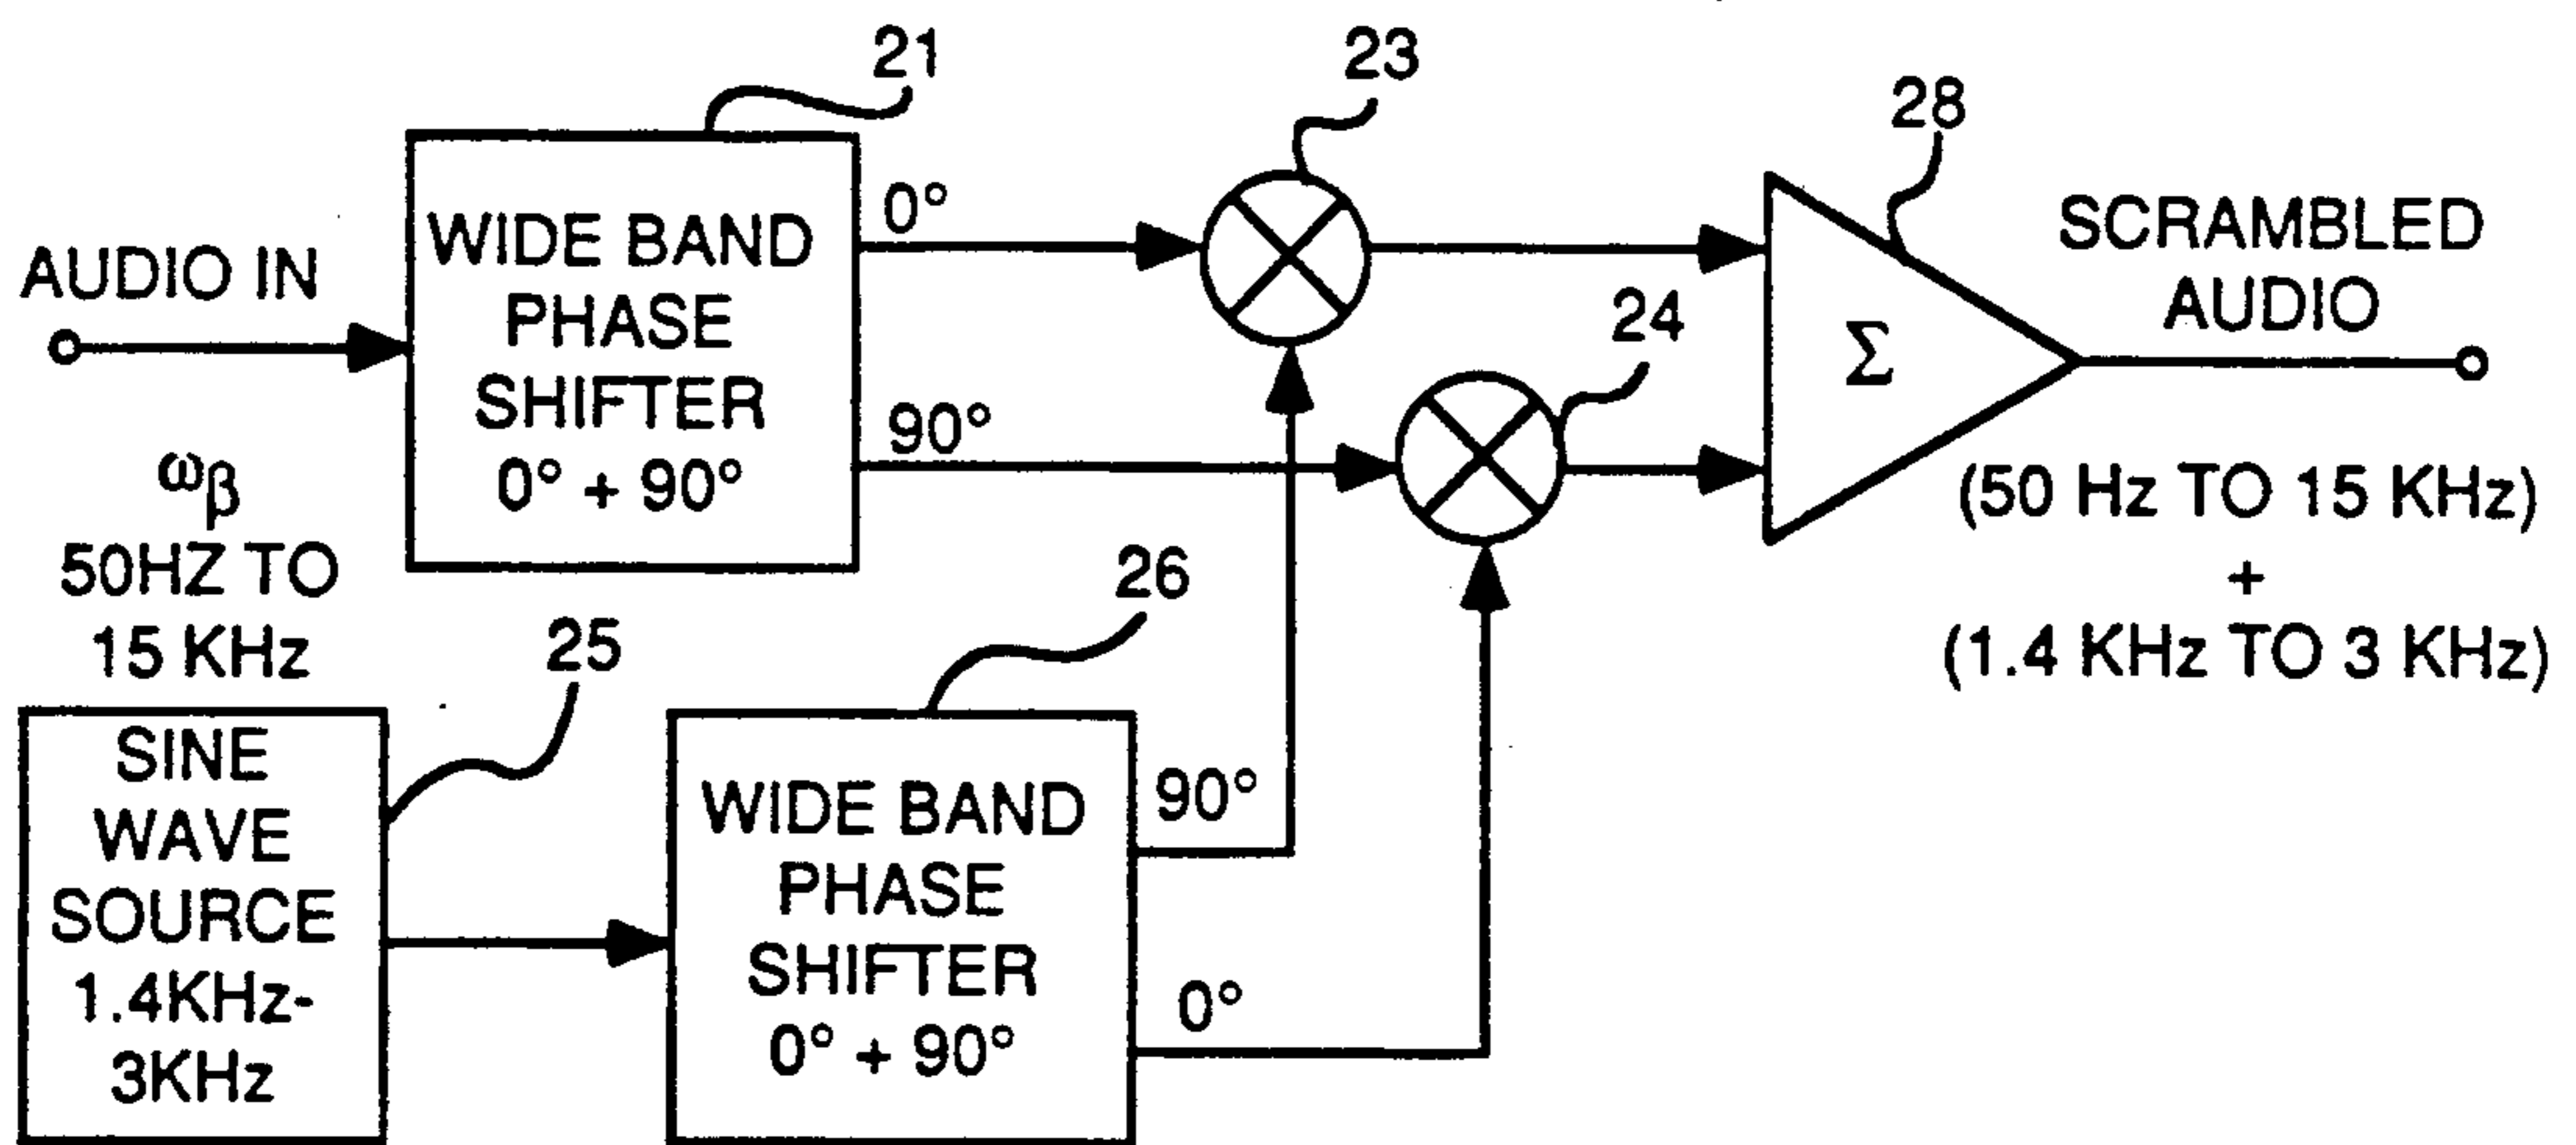 21
23
28
AUDIO IN
WIDE BAND
PHASE
SHIFTER
0° + 90°
0°
90°
24
Σ
SCRAMBLED
AUDIO
ωβ
50HZ TO
15 KHz
(50 Hz TO 15 KHz)
+
(1.4 KHz TO 3 KHz)
25
26
SINE
WAVE
SOURCE
1.4KHz-
3KHz
WIDE BAND
PHASE
SHIFTER
0° + 90°
90°
0°